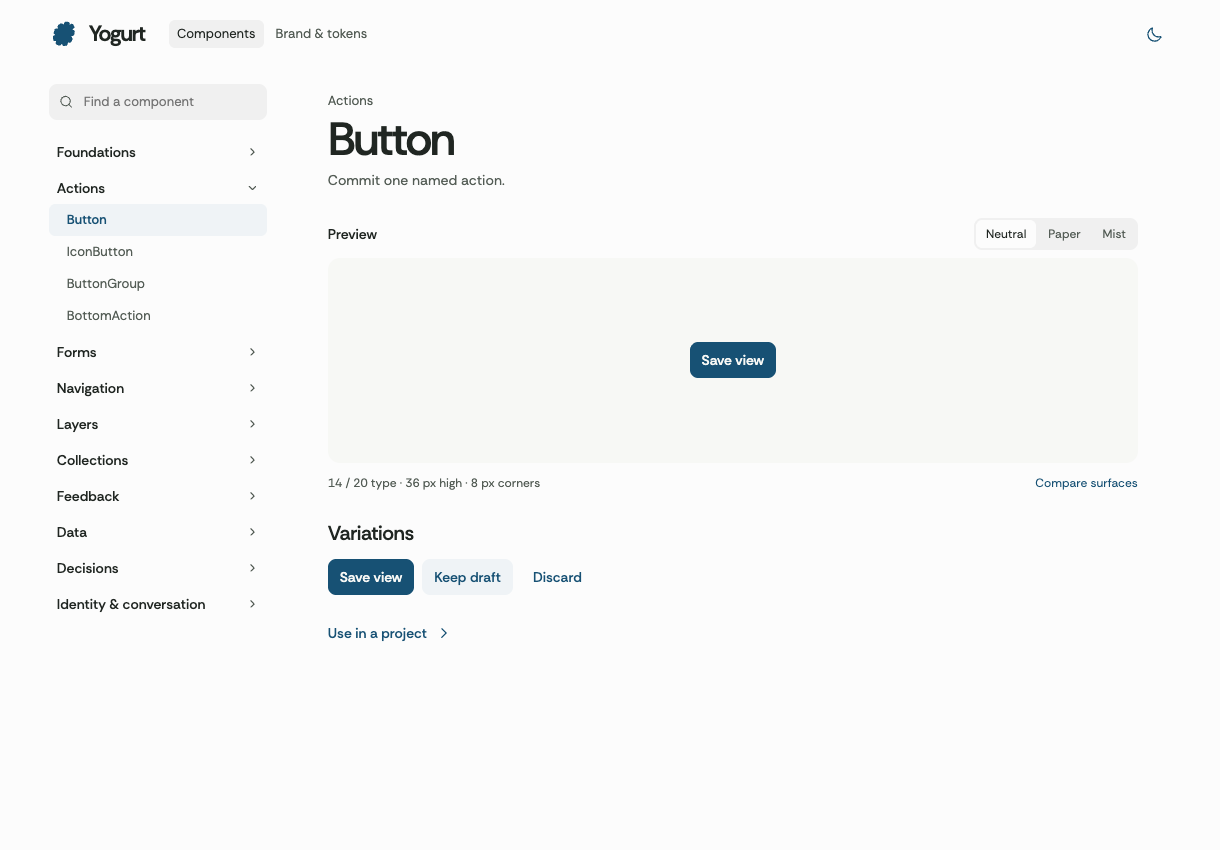 Yogurt
Components
Brand & tokens
Find a component
Foundations
Actions
Button
IconButton
ButtonGroup
BottomAction
Forms
Navigation
Layers
Collections
Feedback
Data
Decisions
Identity & conversation
Actions
Button
Commit one named action.
Preview
Neutral
Paper
Mist
Save view
14 / 20 type · 36 px high · 8 px corners
Compare surfaces
Variations
Save view
Keep draft
Discard
Use in a project